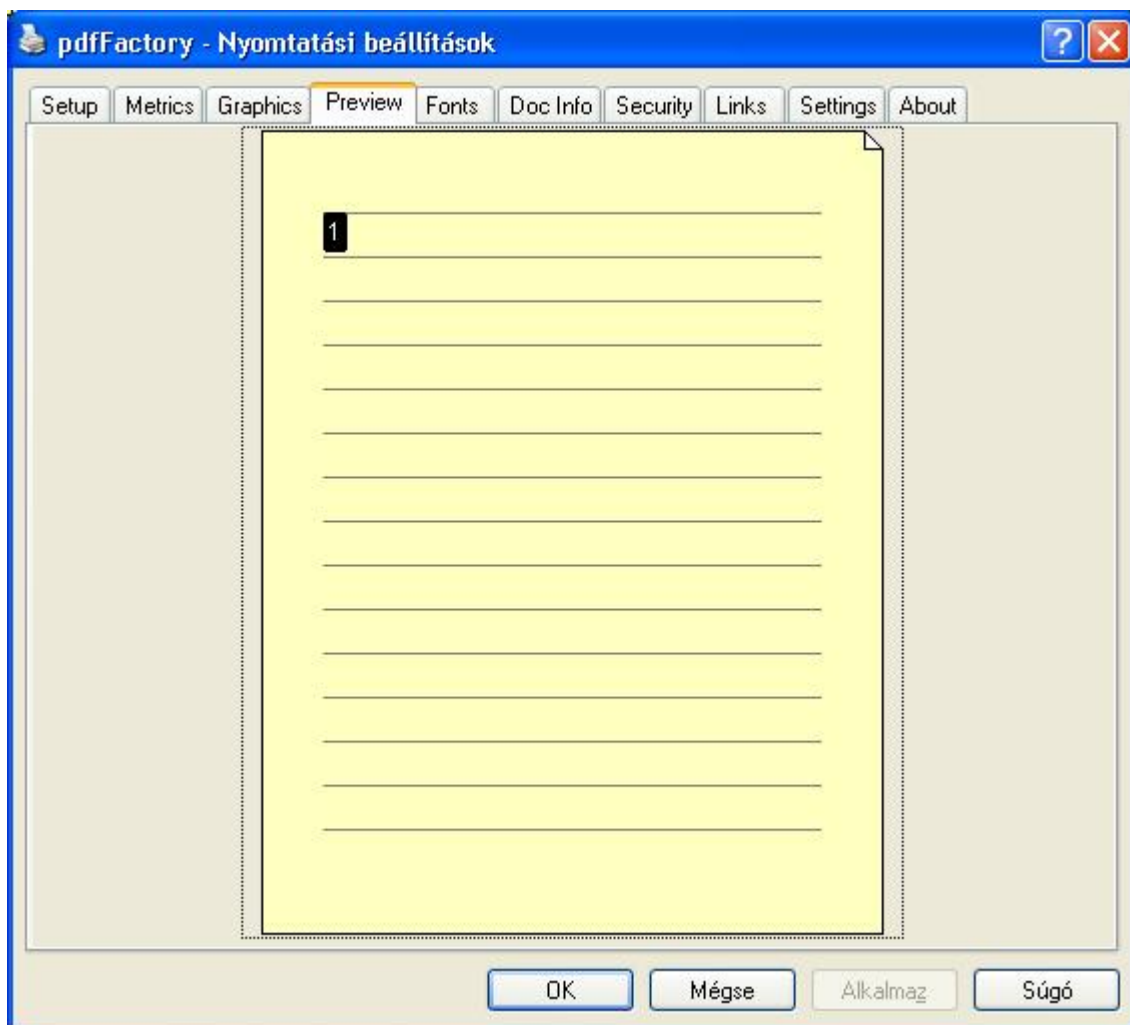 pdfFactory - Nyomtatási beállítások
Setup Metrics Graphics Preview Fonts Doc Info Security Links Settings About
1
OK Mégse Alkalmaz Súgó